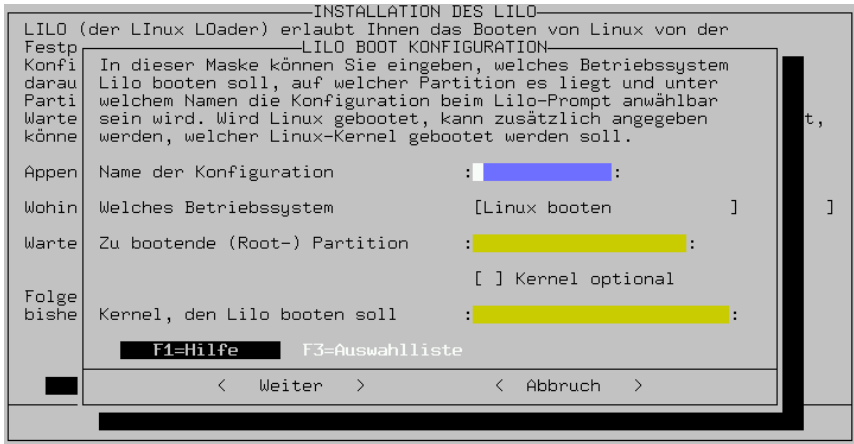 INSTALLATION DES LILO
LILO (der LInux LOader) erlaubt Ihnen das Booten von Linux von der
Festp
LILO BOOT KONFIGURATION
Konfi
In dieser Maske können Sie eingeben, welches Betriebssystem
darau
Lilo booten soll, auf welcher Partition es liegt und unter
Parti
welchem Namen die Konfiguration beim Lilo-Prompt anwählbar
Warte
sein wird. Wird Linux gebootet, kann zusätzlich angegeben
t,
könne
werden, welcher Linux-Kernel gebootet werden soll.
Appen
Name der Konfiguration : :
Wohin
Welches Betriebssystem [Linux booten ]
]
Warte
Zu bootende (Root-) Partition : :
[ ] Kernel optional
Folge
bishe
Kernel, den Lilo booten soll : :
F1=Hilfe F3=Auswahlliste
< Weiter > < Abbruch >